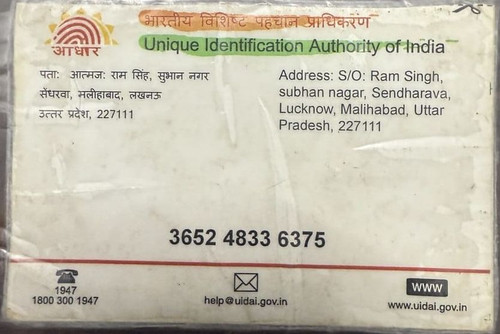 भारतीय विशिष्ट पहचान प्राधिकरण
आधार
Unique Identification Authority of India
पता: आत्मज: राम सिंह, सुभान नगर
सेंधरवा, मलीहाबाद, लखनऊ
उत्तर प्रदेश, 227111
Address: S/O: Ram Singh,
subhan nagar, Sendharava,
Lucknow, Malihabad, Uttar
Pradesh, 227111
3652 4833 6375
1947
1800 300 1947
help@uidai.gov.in
www
www.uidai.gov.in